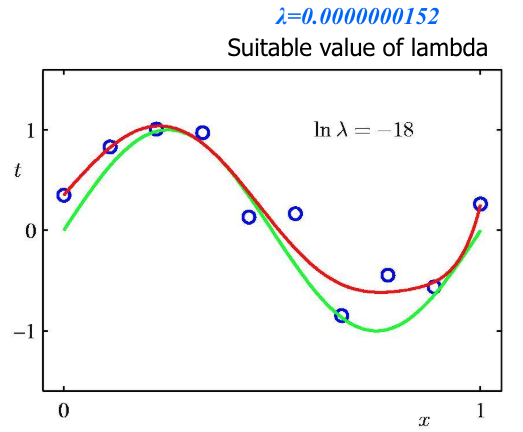 λ=0.0000000152
Suitable value of lambda
ln λ = −18
1
t
0
−1
0
x
1